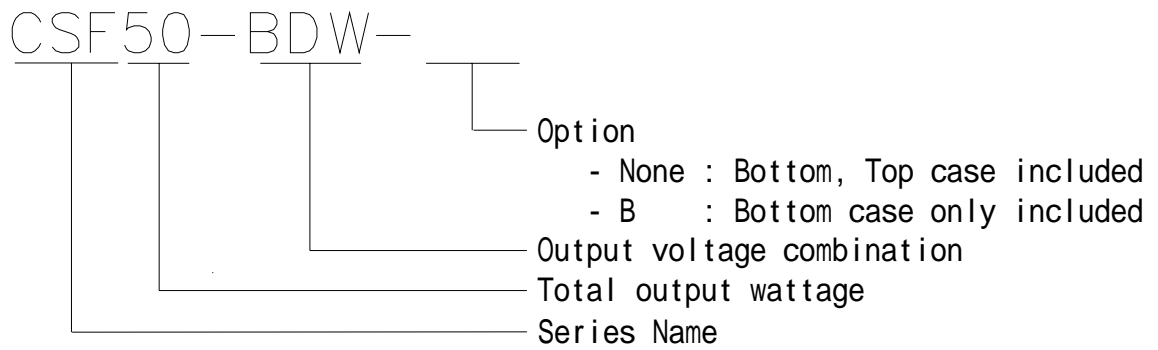 CSF50-BDW-
Option
- None : Bottom, Top case included
- B : Bottom case only included
Output voltage combination
Total output wattage
Series Name